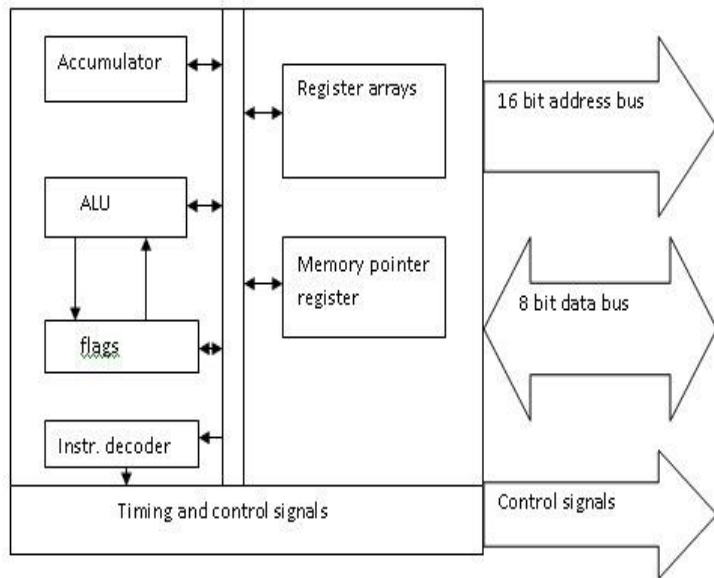 Accumulator
Register arrays
16 bit address bus
ALU
Memory pointer
register
8 bit data bus
flags
Instr. decoder
Timing and control signals
Control signals